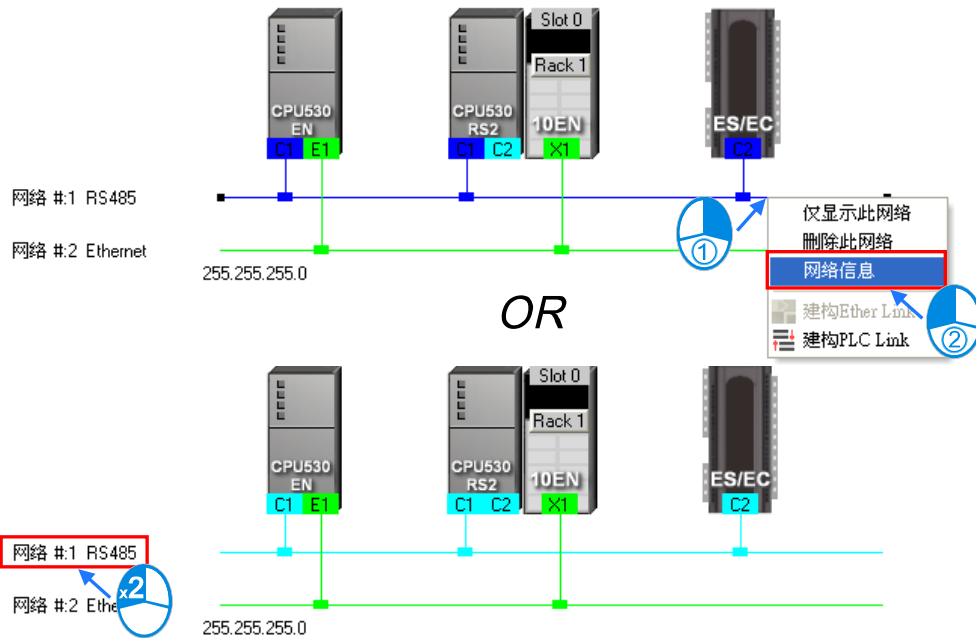 Slot 0
Rack 1
CPU530
EN
CPU530
RS2
10EN
ES/EC
C1 E1
C1 C2
X1
C2
网络 #:1 RS485
仅显示此网络
删除此网络
网络信息
建构Ether Link
建构PLC Link
①
②
网络 #:2 Ethernet
255.255.255.0
OR
Slot 0
Rack 1
CPU530
EN
CPU530
RS2
10EN
ES/EC
C1 E1
C1 C2
X1
C2
网络 #:1 RS485
x2
网络 #:2 Ethe
255.255.255.0